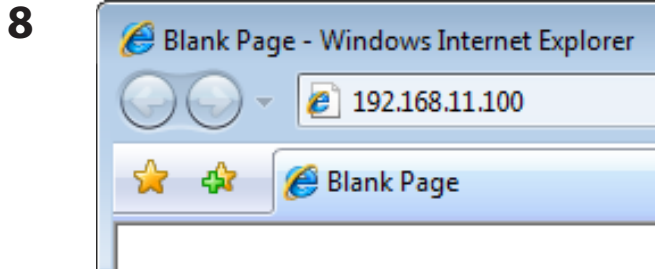 8
Blank Page - Windows Internet Explorer
192.168.11.100
Blank Page